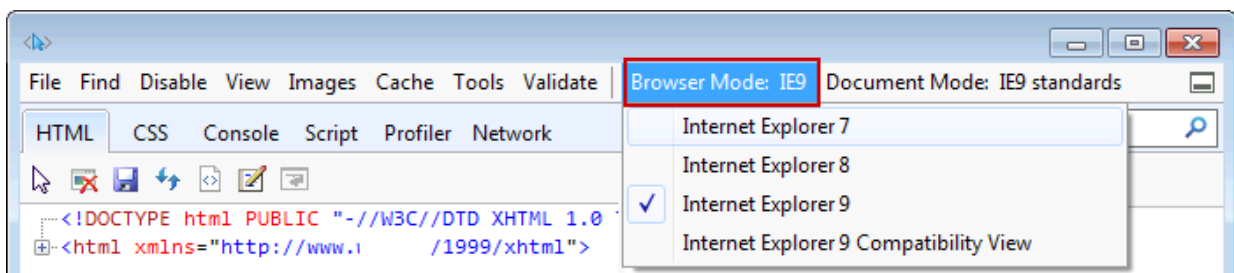 File Find Disable View Images Cache Tools Validate Browser Mode: IE9 Document Mode: IE9 standards
HTML CSS Console Script Profiler Network
Internet Explorer 7
Internet Explorer 8
Internet Explorer 9
Internet Explorer 9 Compatibility View
<!DOCTYPE html PUBLIC "-//W3C//DTD XHTML 1.0
<html xmlns="http://www. /1999/xhtml">